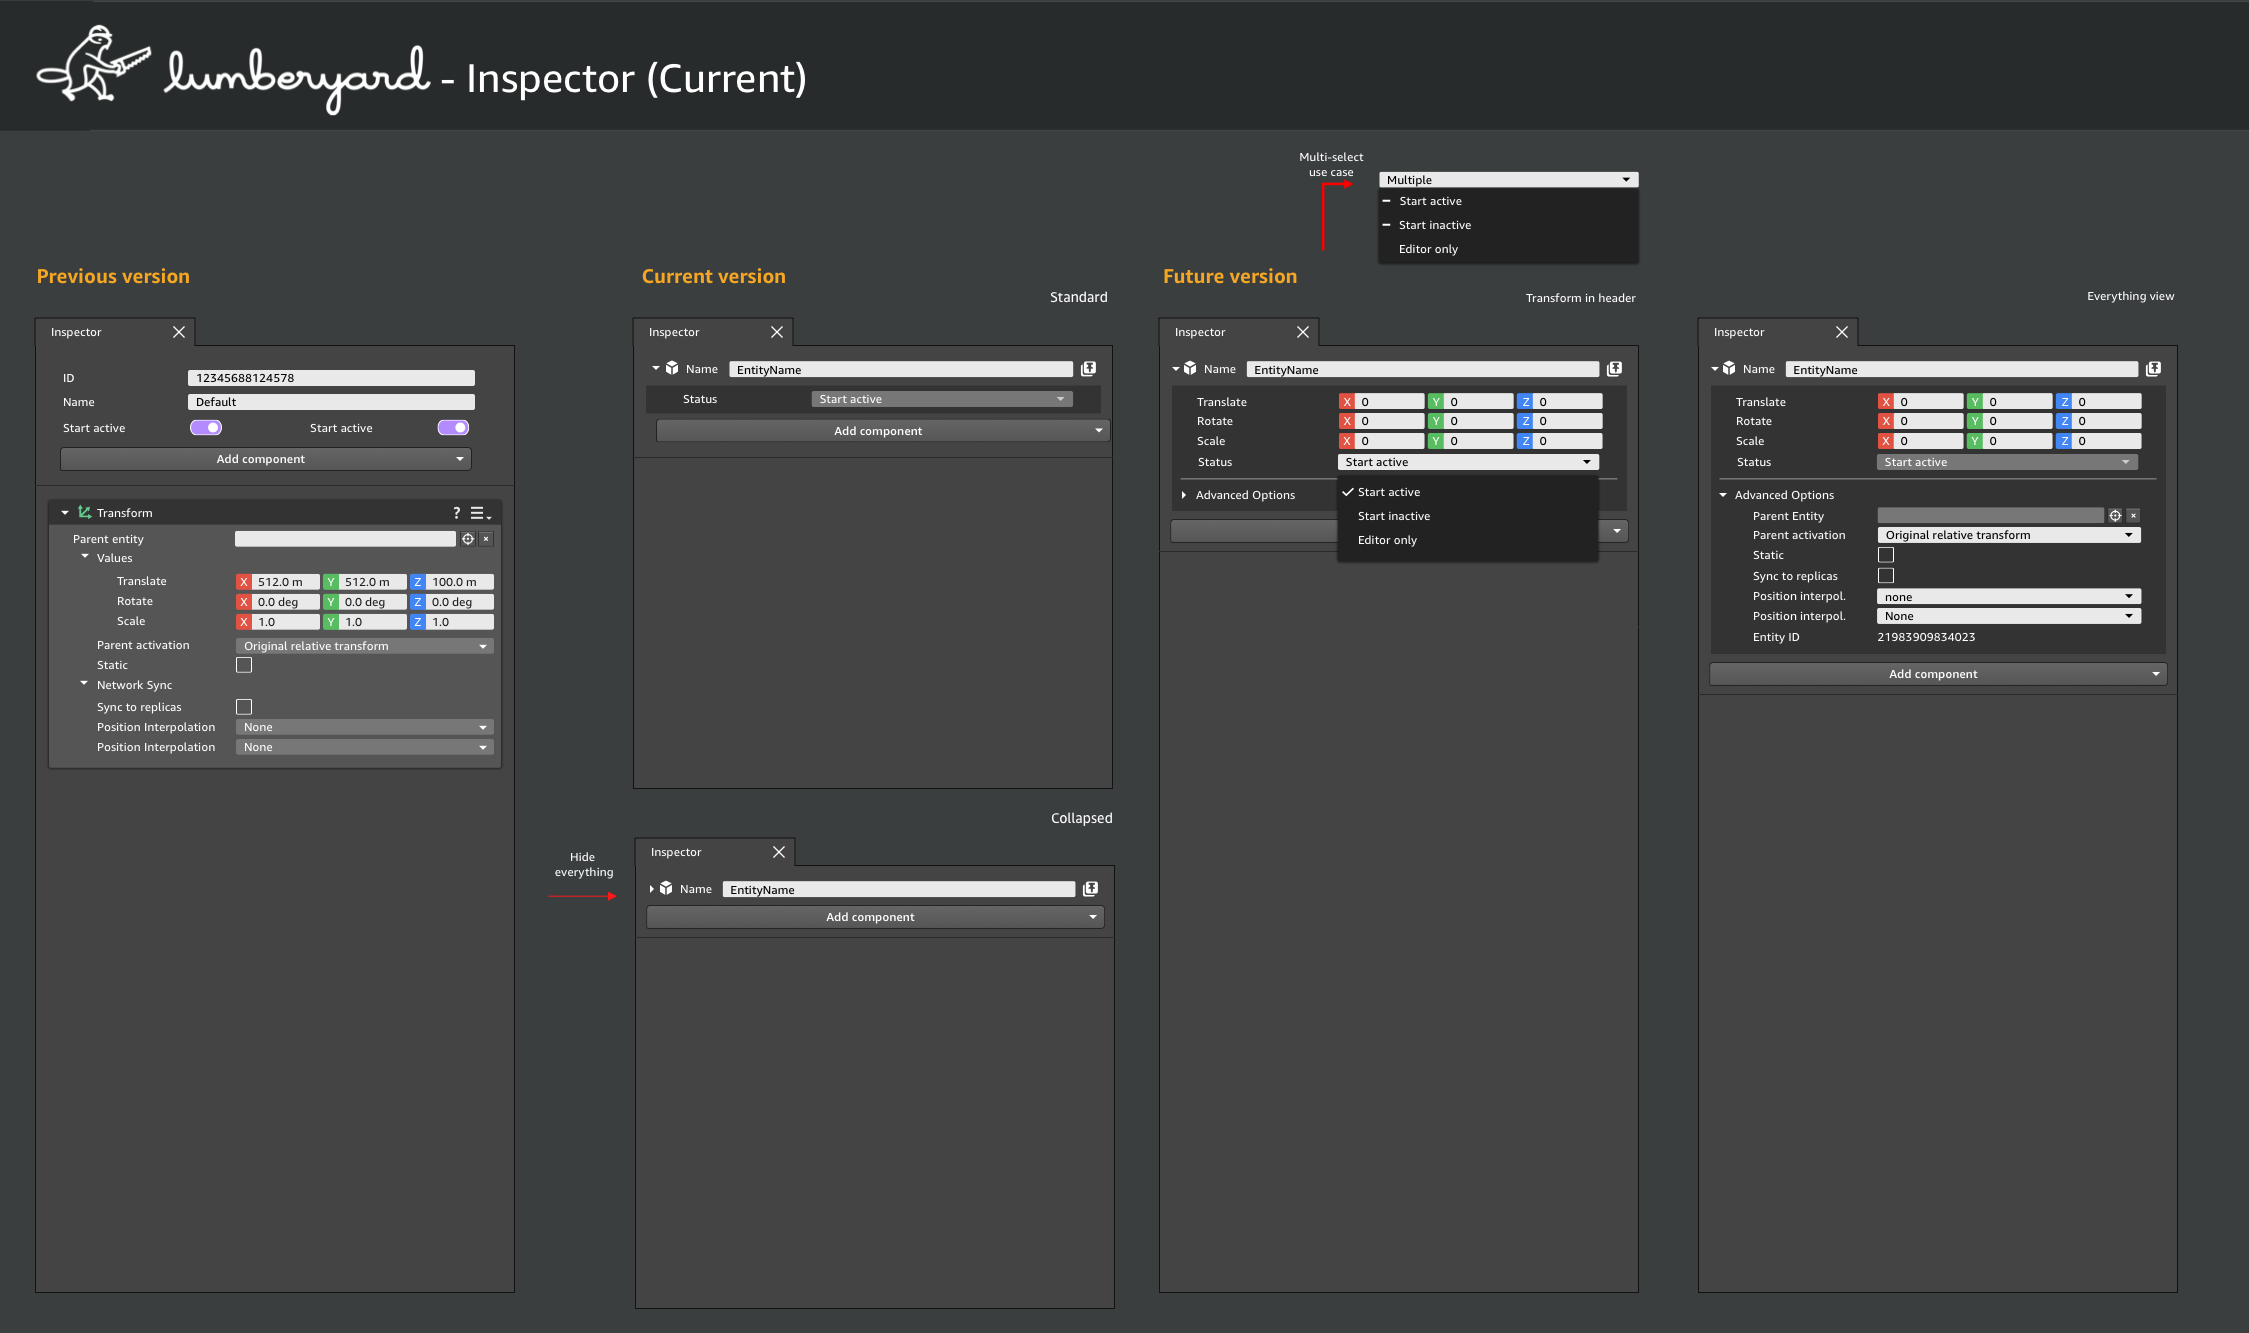 lumberyard - Inspector (Current)
Multi-select
use case
Multiple
Start active
Start inactive
Editor only
Previous version
Inspector
ID 12345688124578
Name Default
Start active Start active
Add component
Transform ?
Parent entity
Values
Translate X 512.0 m Y 512.0 m Z 100.0 m
Rotate X 0.0 deg Y 0.0 deg Z 0.0 deg
Scale X 1.0 Y 1.0 Z 1.0
Parent activation Original relative transform
Static
Network Sync
Sync to replicas
Position Interpolation None
Position Interpolation None
Current version
Standard
Inspector
Name EntityName
Status Start active
Add component
Collapsed
Hide
everything
Inspector
Name EntityName
Add component
Future version
Transform in header
Inspector
Name EntityName
Translate X 0 Y 0 Z 0
Rotate X 0 Y 0 Z 0
Scale X 0 Y 0 Z 0
Status Start active
Advanced Options
Start active
Start inactive
Editor only
Everything view
Inspector
Name EntityName
Translate X 0 Y 0 Z 0
Rotate X 0 Y 0 Z 0
Scale X 0 Y 0 Z 0
Status Start active
Advanced Options
Parent Entity
Parent activation Original relative transform
Static
Sync to replicas
Position interpol. none
Position interpol. None
Entity ID 21983909834023
Add component